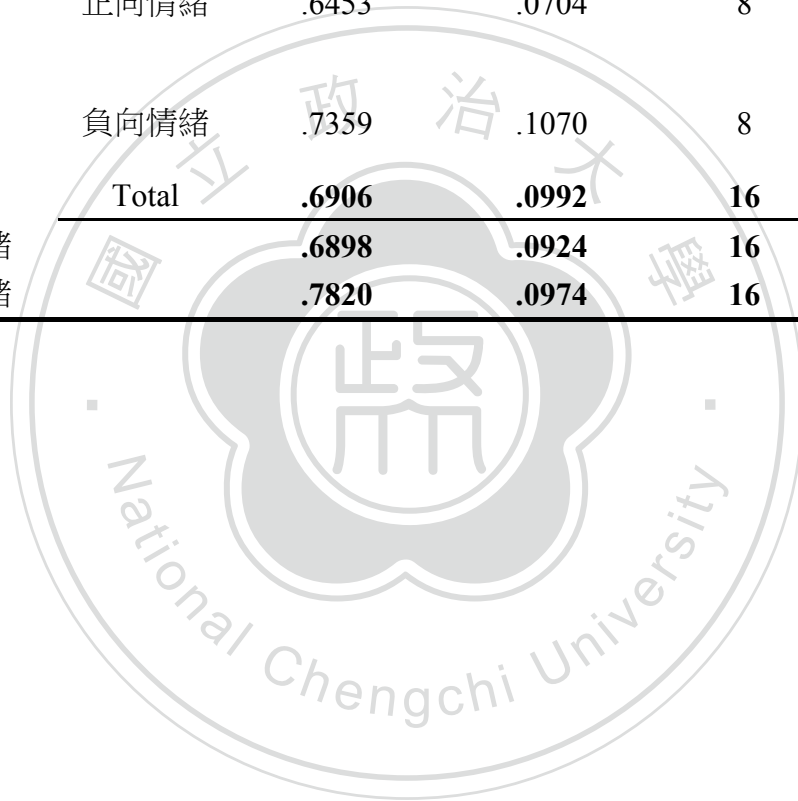 正向情緒 .6453 .0704 8
負向情緒 .7359 .1070 8
Total .6906 .0992 16
緒 .6898 .0924 16
緒 .7820 .0974 16
國立政治大學
政
National Chengchi University